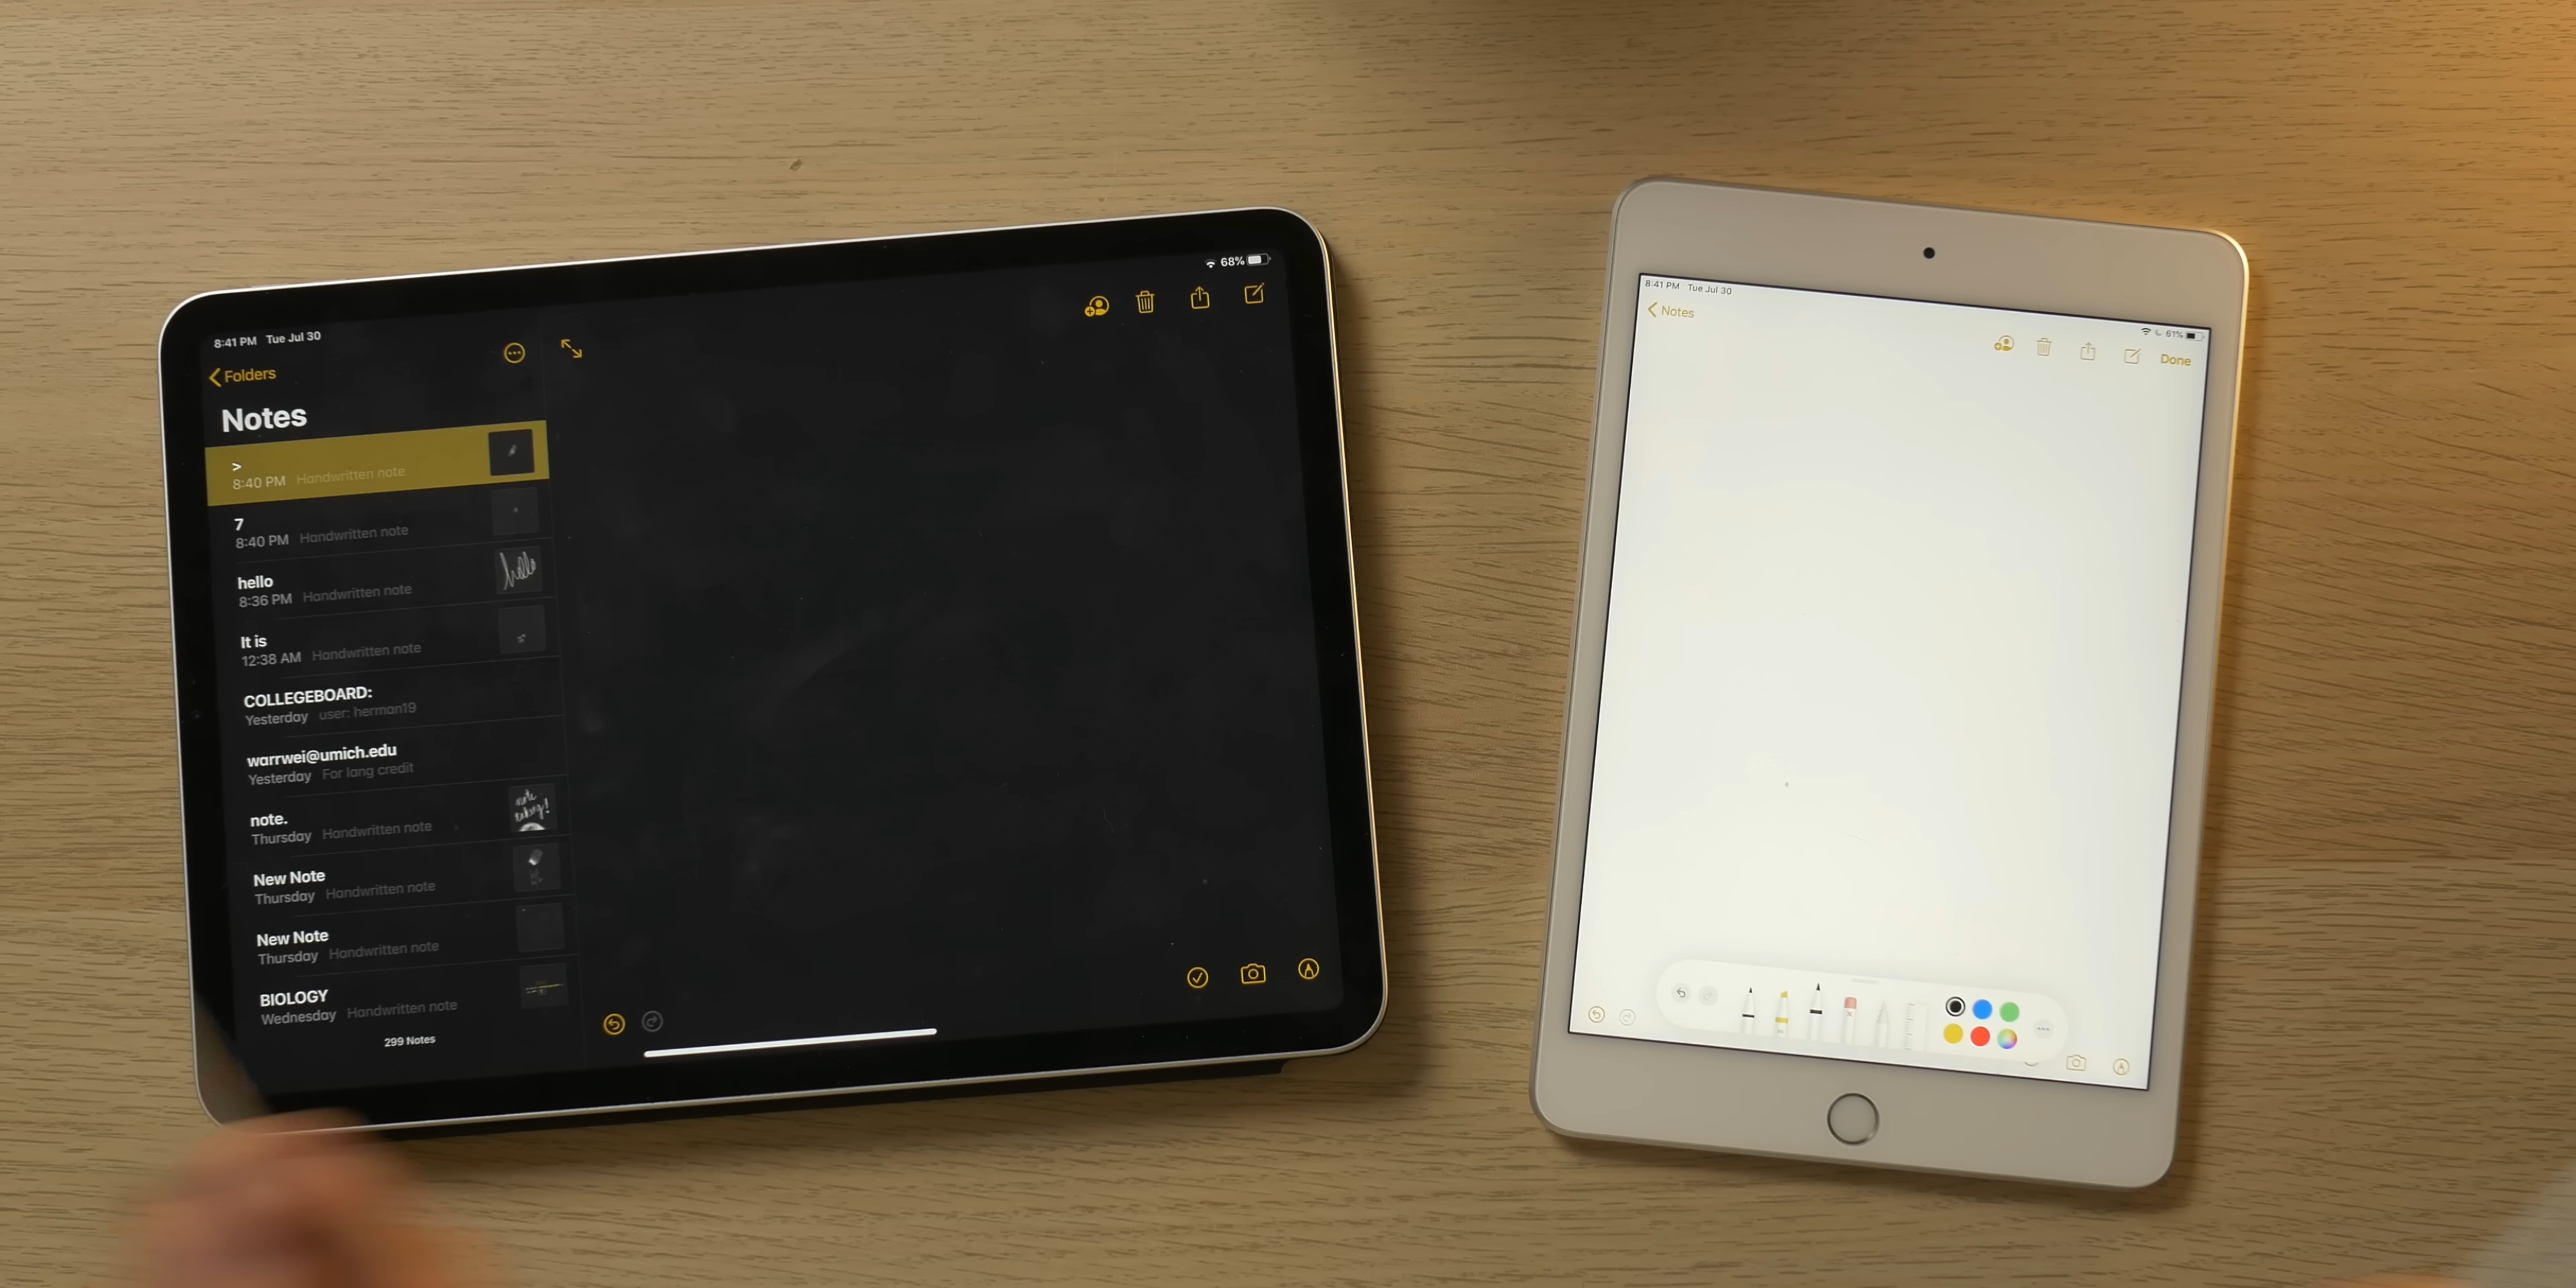 8:41 PM Tue Jul 30
68%
Folders
Notes
>
8:40 PM Handwritten note
7
8:40 PM Handwritten note
hello
8:36 PM Handwritten note
hello
It is
12:38 AM Handwritten note
COLLEGEBOARD:
Yesterday user: herman19
warrwei@umich.edu
Yesterday For lang credit
note.
Thursday Handwritten note
New Note
Thursday Handwritten note
New Note
Thursday Handwritten note
BIOLOGY
Wednesday Handwritten note
299 Notes
8:41 PM Tue Jul 30
61%
Notes
Done